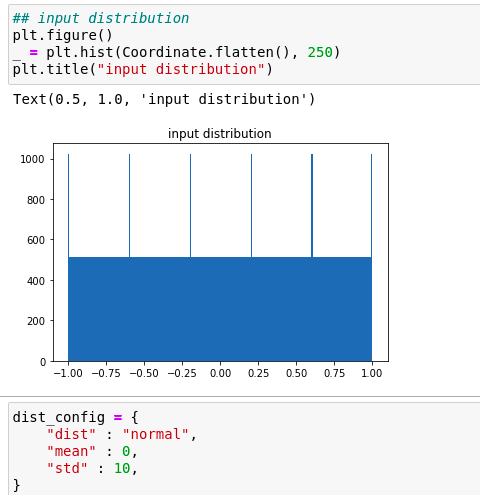 ## input distribution
plt.figure()
_ = plt.hist(Coordinate.flatten(), 250)
plt.title("input distribution")
Text(0.5, 1.0, 'input distribution')
input distribution
1000
800
600
400
200
0
−1.00 −0.75 −0.50 −0.25 0.00 0.25 0.50 0.75 1.00
dist_config = {
    "dist" : "normal",
    "mean" : 0,
    "std" : 10,
}